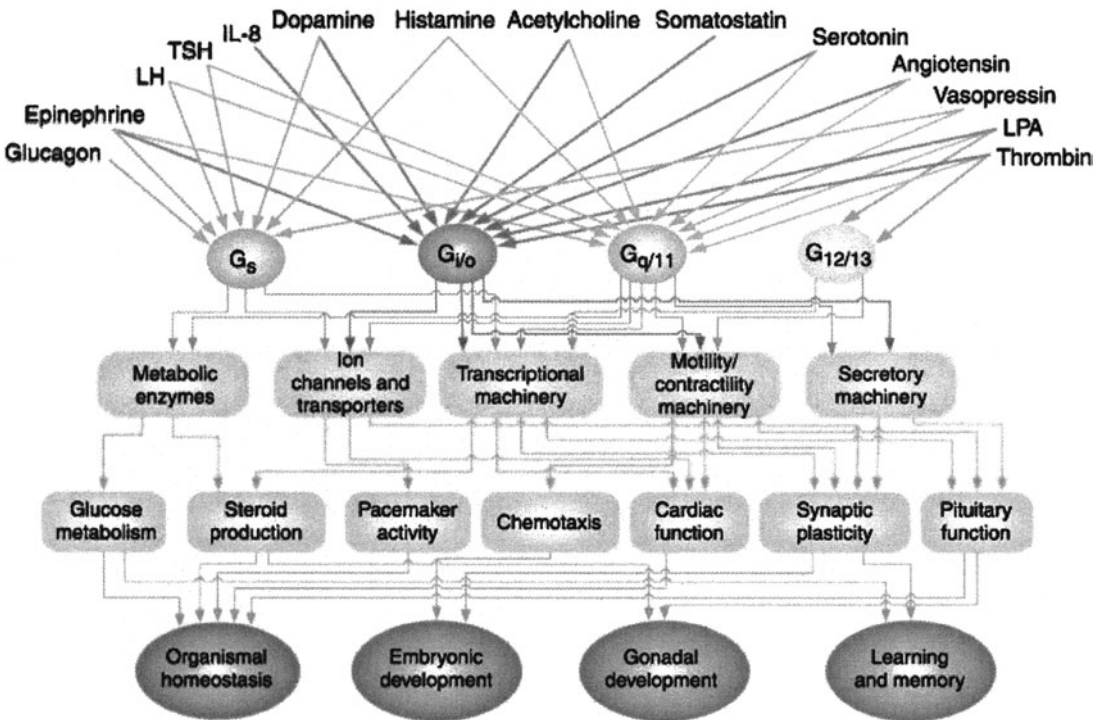 Dopamine
Histamine
Acetylcholine
Somatostatin
IL-8
Serotonin
TSH
LH
Angiotensin
Vasopressin
Epinephrine
LPA
Glucagon
Thrombin
Gs
Gi/o
Gq/11
G12/13
Metabolic
enzymes
Ion
channels and
transporters
Transcriptional
machinery
Motility/
contractility
machinery
Secretory
machinery
Glucose
metabolism
Steroid
production
Pacemaker
activity
Chemotaxis
Cardiac
function
Synaptic
plasticity
Pituitary
function
Organismal
homeostasis
Embryonic
development
Gonadal
development
Learning
and memory